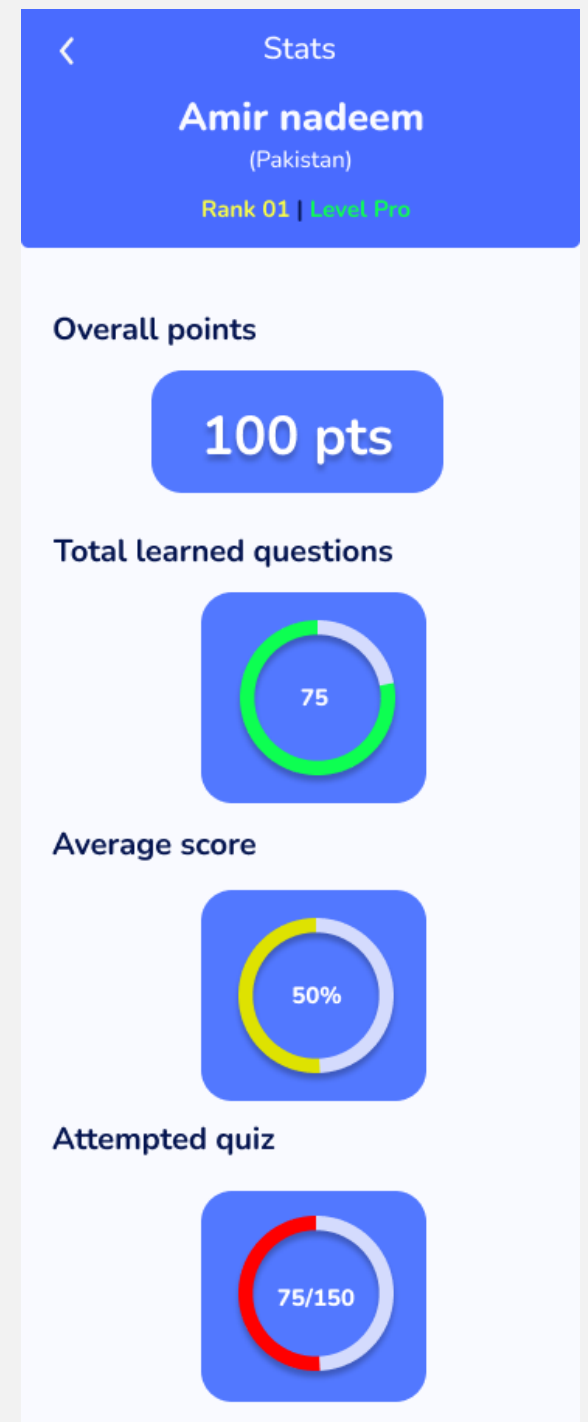 Stats
Amir nadeem
(Pakistan)
Rank 01 | Level Pro
Overall points
100 pts
Total learned questions
75
Average score
50%
Attempted quiz
75/150